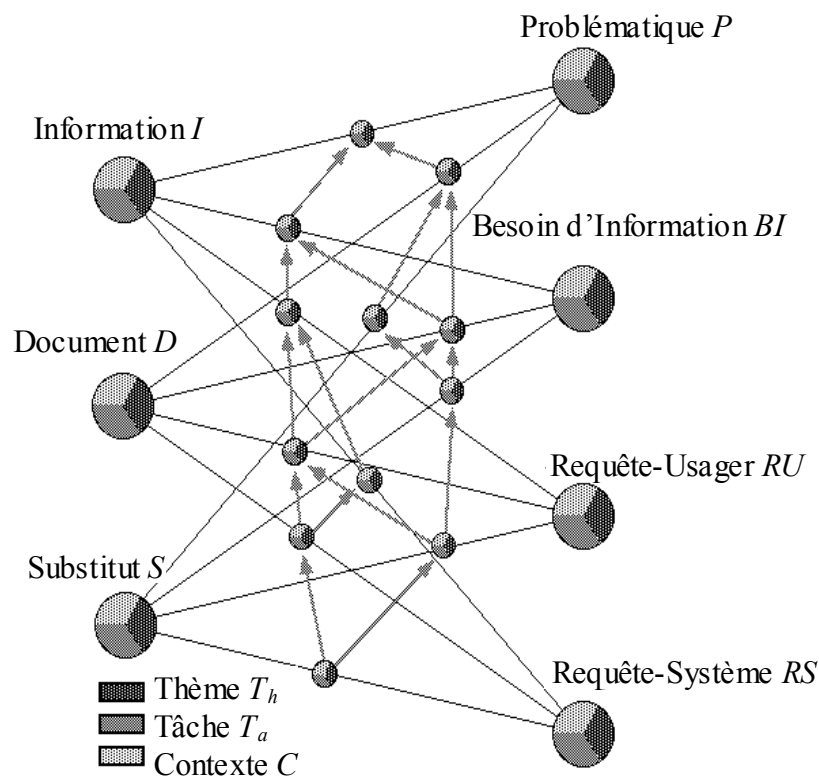 Problématique P
Information I
Besoin d’Information BI
Document D
Requête-Usager RU
Substitut S
Requête-Système RS
Thème Th
Tâche Ta
Contexte C